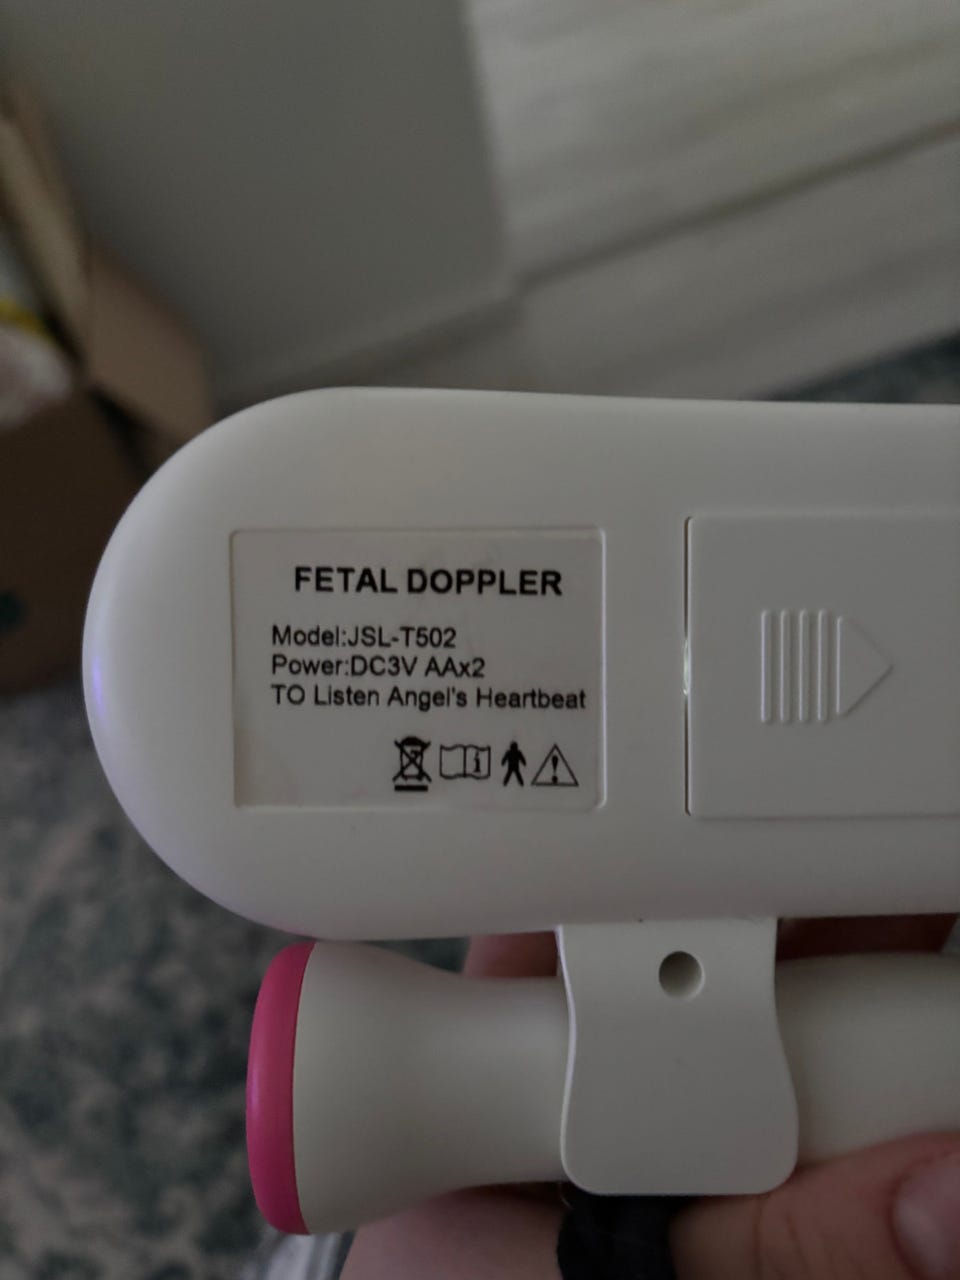 FETAL DOPPLER
Model:JSL-T502
Power:DC3V AAx2
TO Listen Angel's Heartbeat